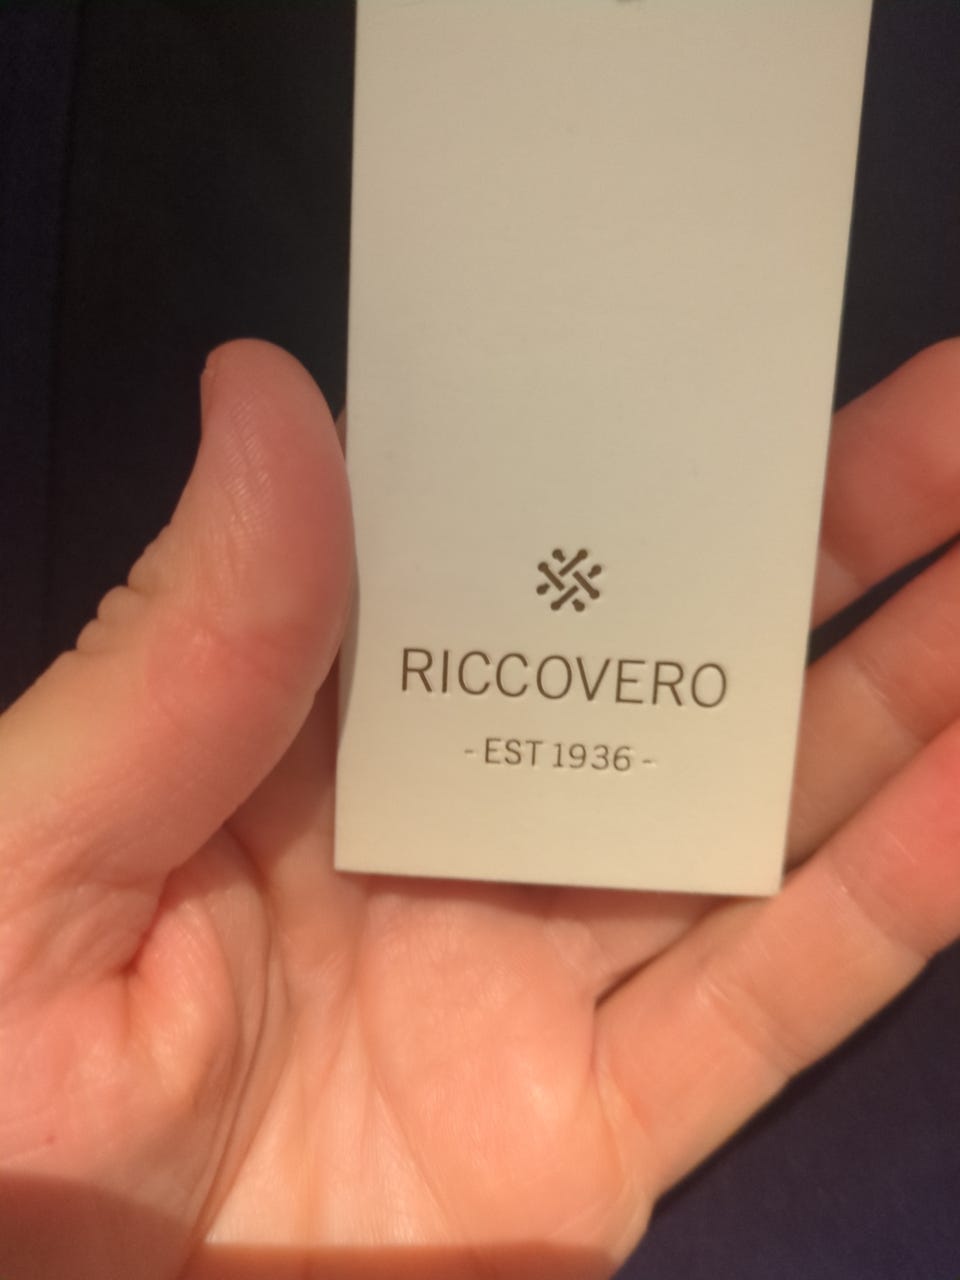 RICCOVERO
- EST 1936 -